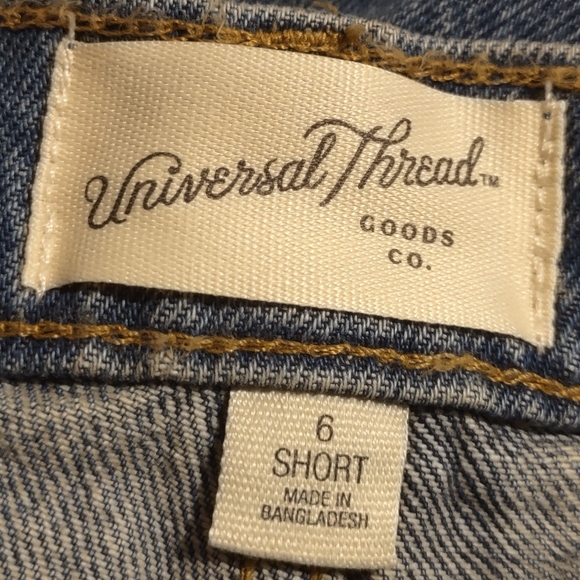 Universal Thread™
GOODS
CO.
6
SHORT
MADE IN
BANGLADESH